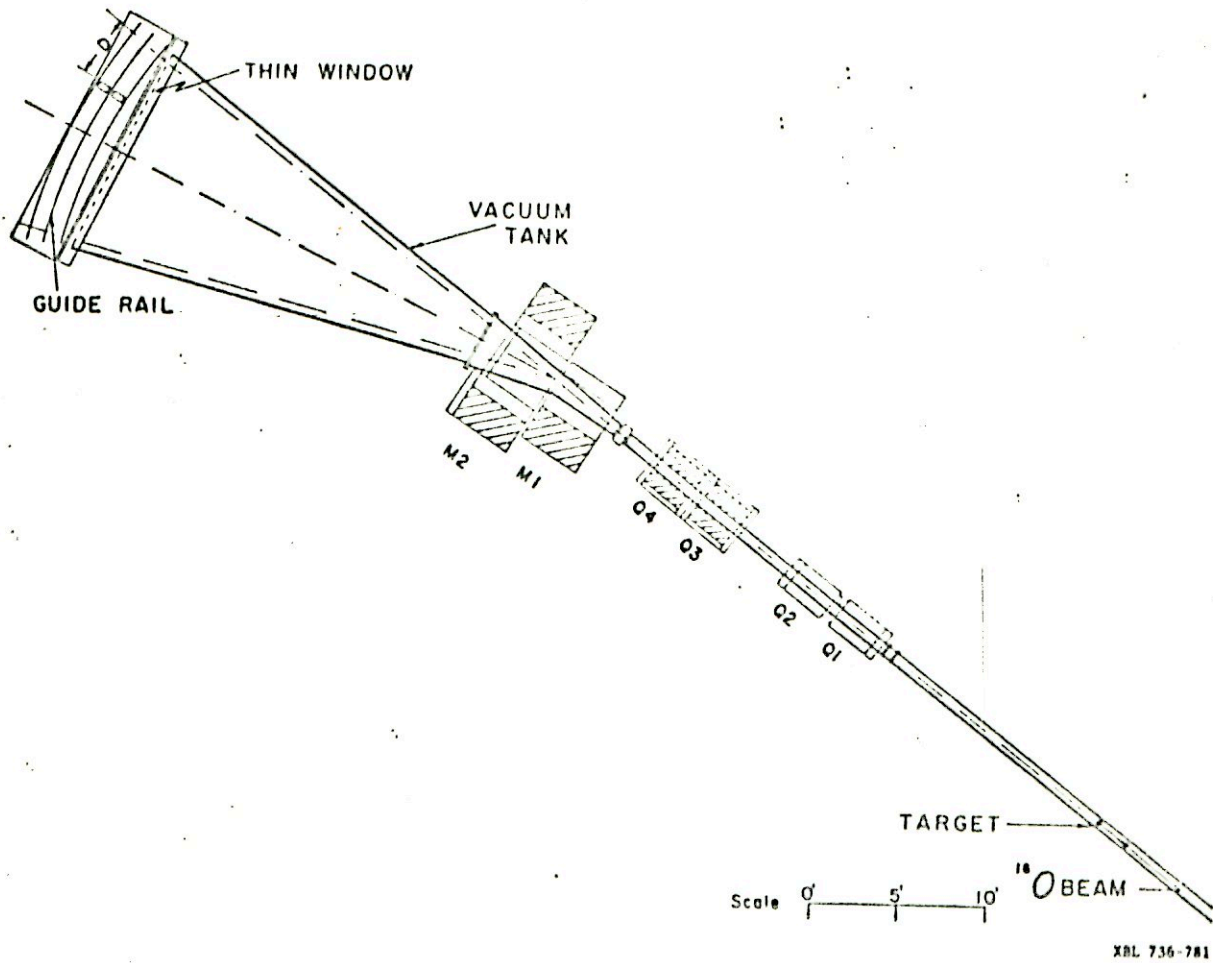 D
THIN WINDOW
VACUUM
TANK
GUIDE RAIL
M2
M1
Q4
Q3
Q2
Q1
TARGET
16O BEAM
Scale 0' 5' 10'
XBL 736-781